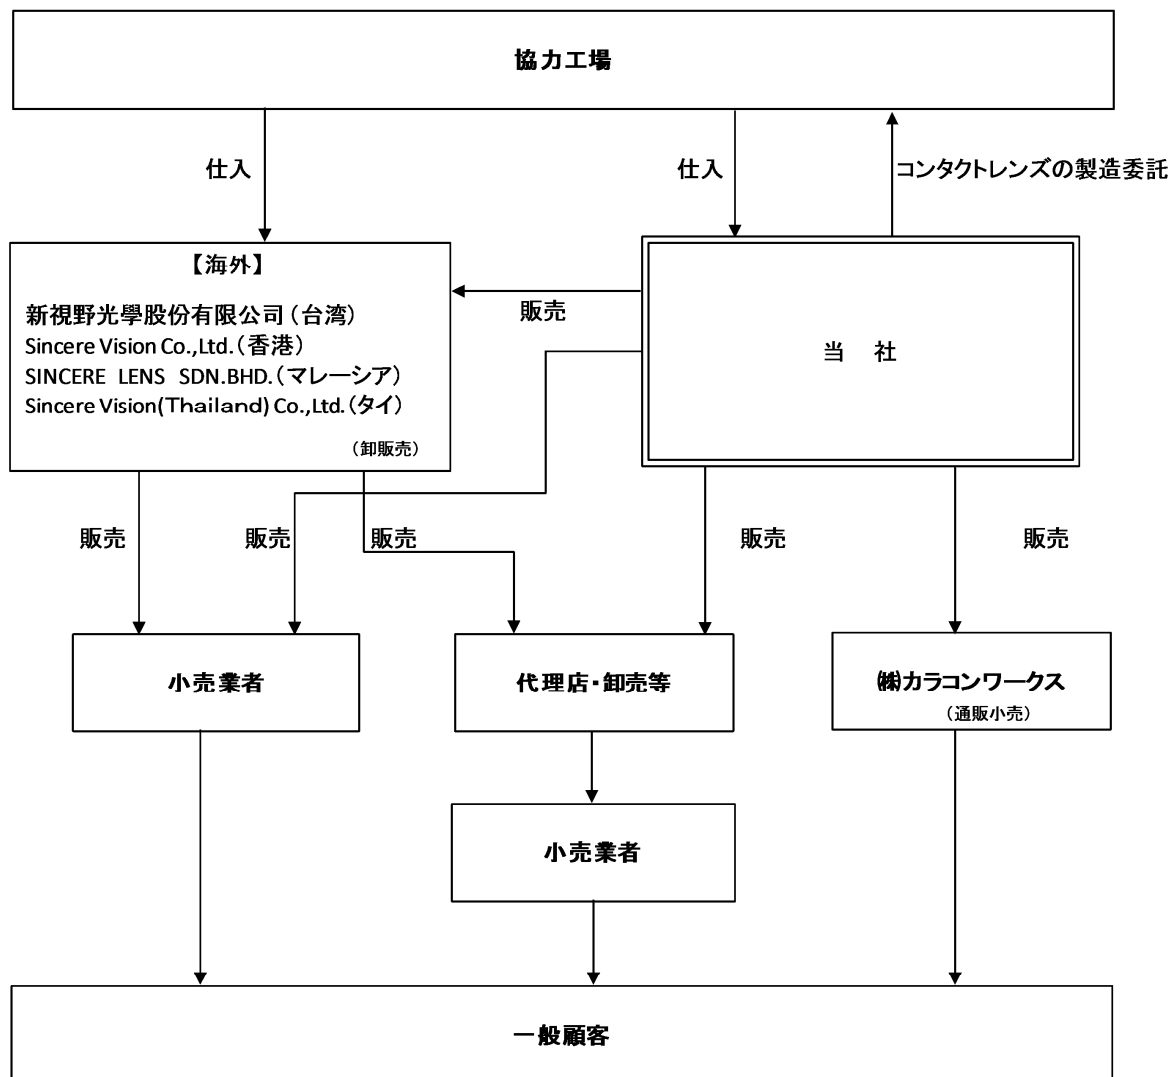 協力工場
仕入
仕入
コンタクトレンズの製造委託
【海外】
新視野光學股份有限公司(台湾)
Sincere Vision Co.,Ltd.(香港)
SINCERE LENS SDN.BHD.(マレーシア)
Sincere Vision(Thailand) Co.,Ltd.(タイ)
(卸販売)
販売
当 社
販売
販売
販売
販売
販売
小売業者
代理店・卸売等
㈱カラコンワークス
(通販小売)
小売業者
一般顧客